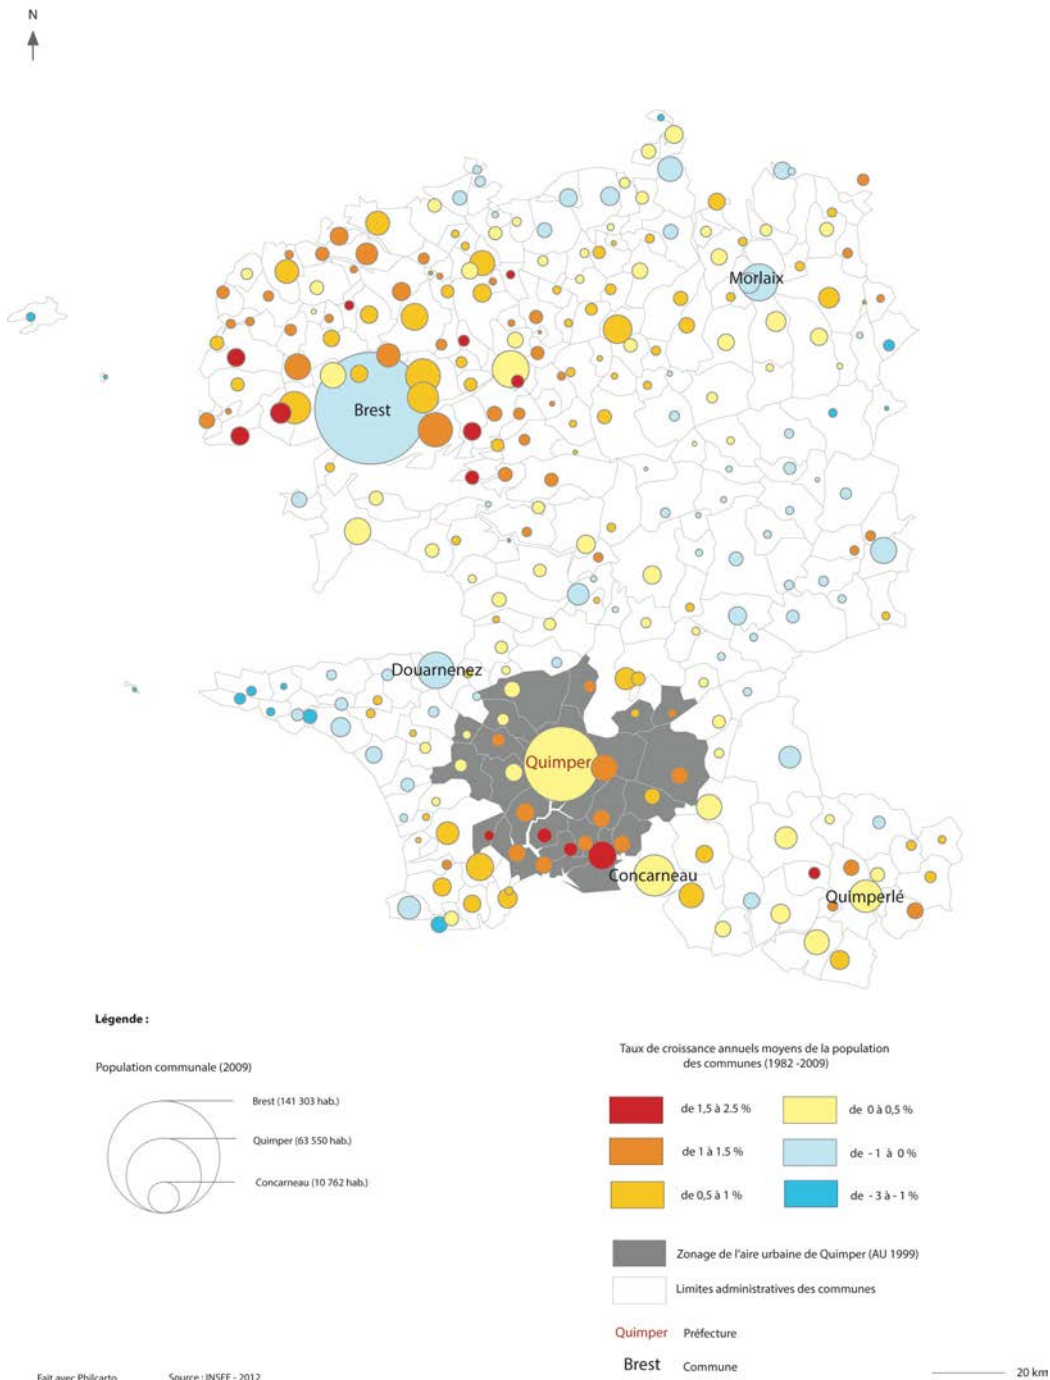 N
Morlaix
Brest
Douarnenez
Quimper
Concarneau
Quimperlé
Légende :
Population communale (2009)
Brest (141 303 hab.)
Quimper (63 550 hab.)
Concarneau (10 762 hab.)
Taux de croissance annuels moyens de la population
des communes (1982 -2009)
de 1,5 à 2.5 %
de 0 à 0,5 %
de 1 à 1.5 %
de - 1 à 0 %
de 0,5 à 1 %
de - 3 à - 1 %
Zonage de l'aire urbaine de Quimper (AU 1999)
Limites administratives des communes
Quimper Préfecture
Brest Commune
Fait avec Philcarto Source : INSEE - 2012
20 km